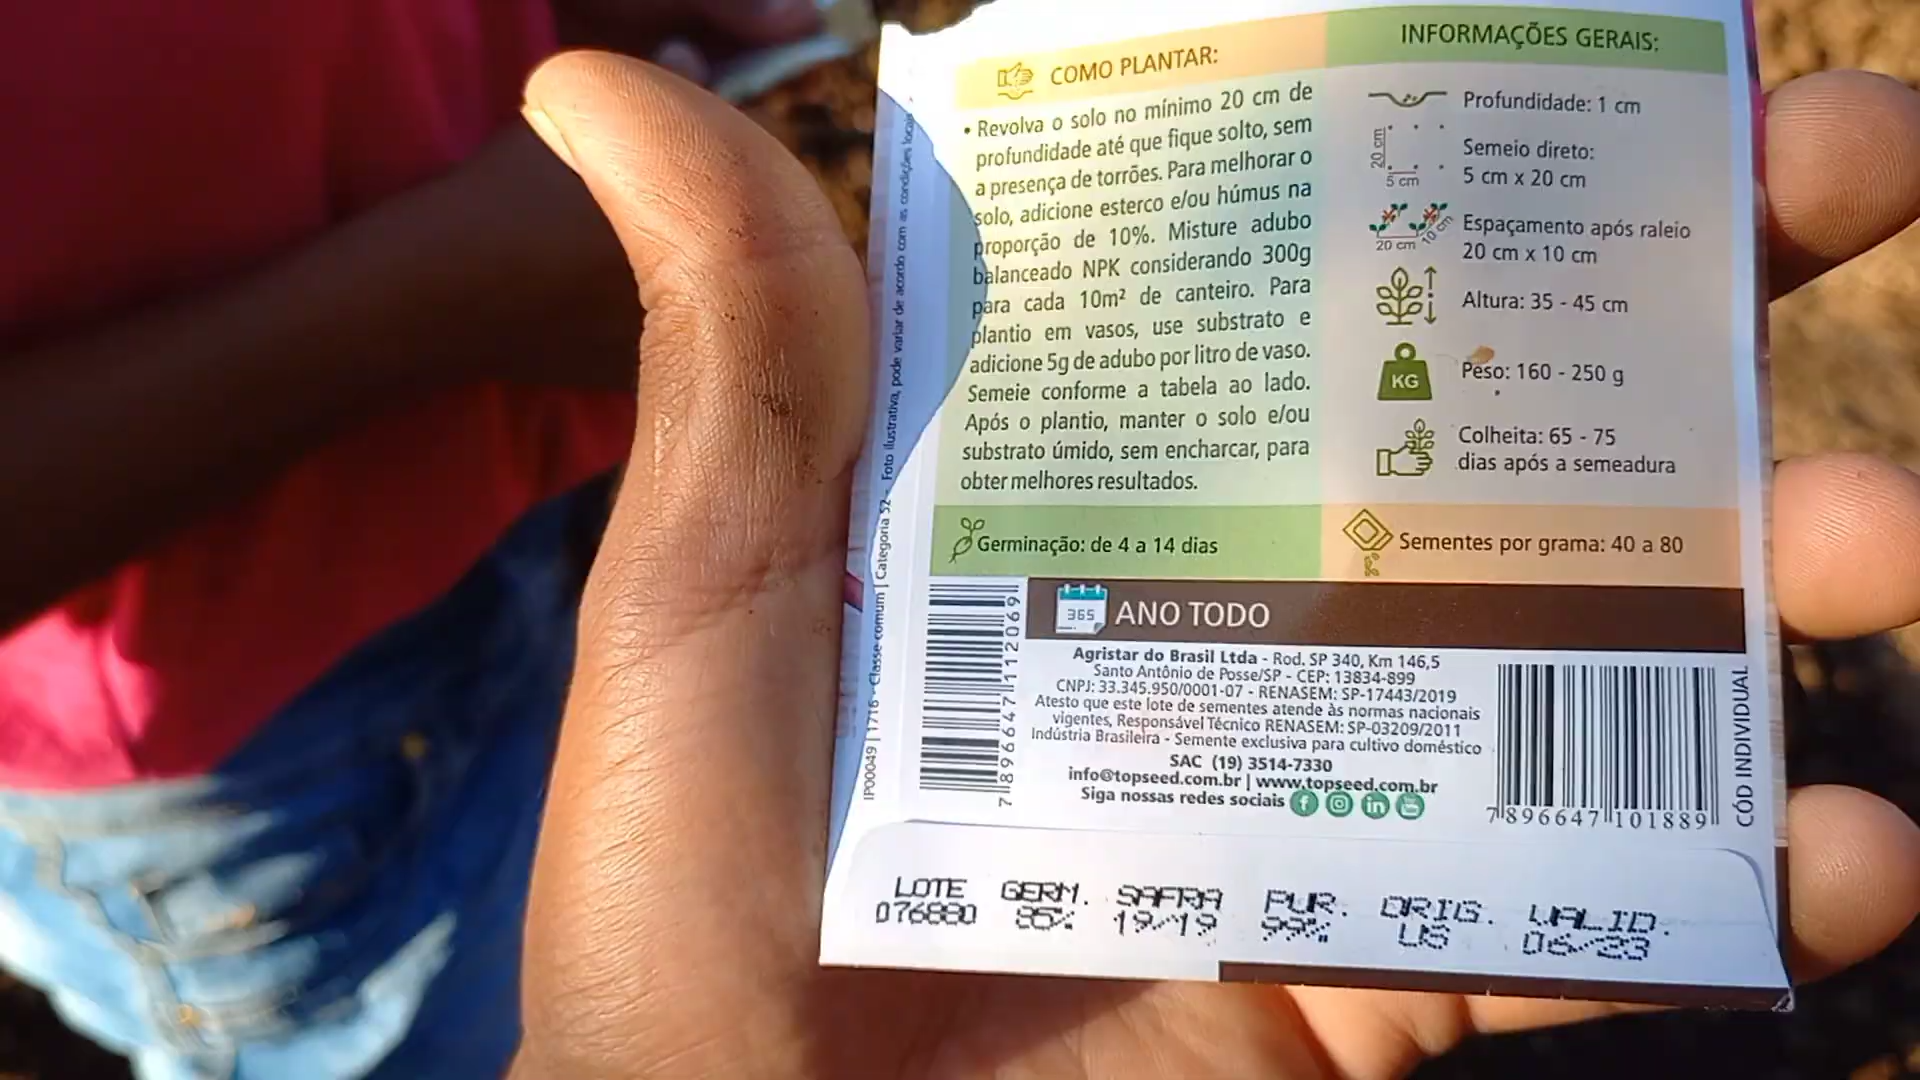 COMO PLANTAR:
• Revolva o solo no mínimo 20 cm de
profundidade até que fique solto, sem
a presença de torrões. Para melhorar o
solo, adicione esterco e/ou húmus na
proporção de 10%. Misture adubo
balanceado NPK considerando 300g
para cada 10m² de canteiro. Para
plantio em vasos, use substrato e
adicione 5g de adubo por litro de vaso.
Semeie conforme a tabela ao lado.
Após o plantio, manter o solo e/ou
substrato úmido, sem encharcar, para
obter melhores resultados.
INFORMAÇÕES GERAIS:
Profundidade: 1 cm
20 cm
5 cm
Semeio direto:
5 cm x 20 cm
20 cm 10 cm
Espaçamento após raleio
20 cm x 10 cm
Altura: 35 - 45 cm
KG
Peso: 160 - 250 g
Colheita: 65 - 75
dias após a semeadura
Germinação: de 4 a 14 dias
Sementes por grama: 40 a 80
365
ANO TODO
Agristar do Brasil Ltda - Rod. SP 340, Km 146,5
Santo Antônio de Posse/SP - CEP: 13834-899
CNPJ: 33.345.950/0001-07 - RENASEM: SP-17443/2019
Atesto que este lote de sementes atende às normas nacionais
vigentes, Responsável Técnico RENASEM: SP-03209/2011
Indústria Brasileira - Semente exclusiva para cultivo doméstico
SAC (19) 3514-7330
info@topseed.com.br | www.topseed.com.br
Siga nossas redes sociais
7 896647 112069
7 896647 101889
CÓD INDIVIDUAL
IP00049 | 1716 - Classe comum | Categoria S2 - Foto ilustrativa, pode variar de acordo com as condições locais
LOTE GERM. SAFRA PUR. ORIG. VALID.
076880 85% 19/19 99% US 06/23